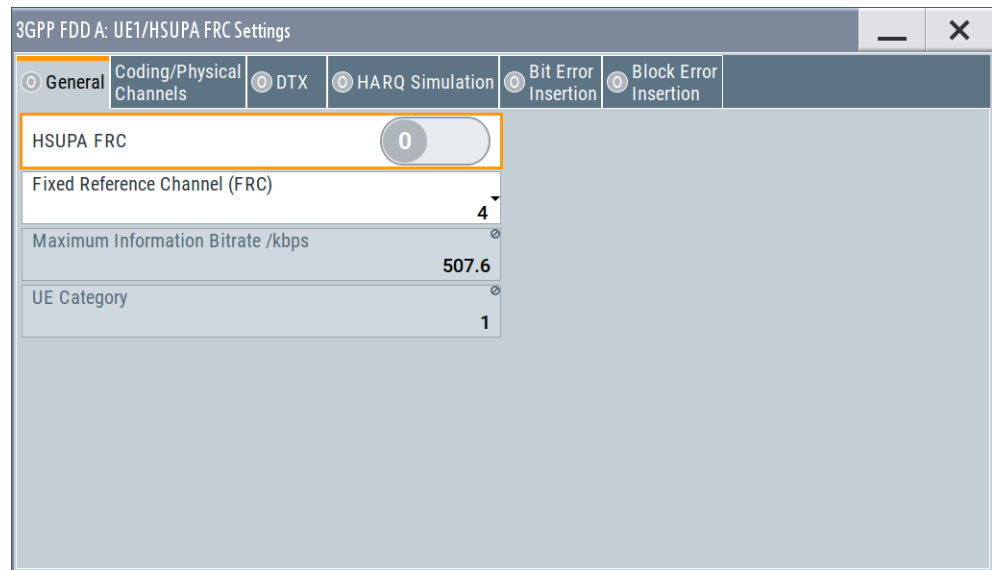 3GPP FDD A: UE1/HSUPA FRC Settings
General
Coding/Physical
Channels
DTX
HARQ Simulation
Bit Error
Insertion
Block Error
Insertion
HSUPA FRC
0
Fixed Reference Channel (FRC)
4
Maximum Information Bitrate /kbps
507.6
UE Category
1